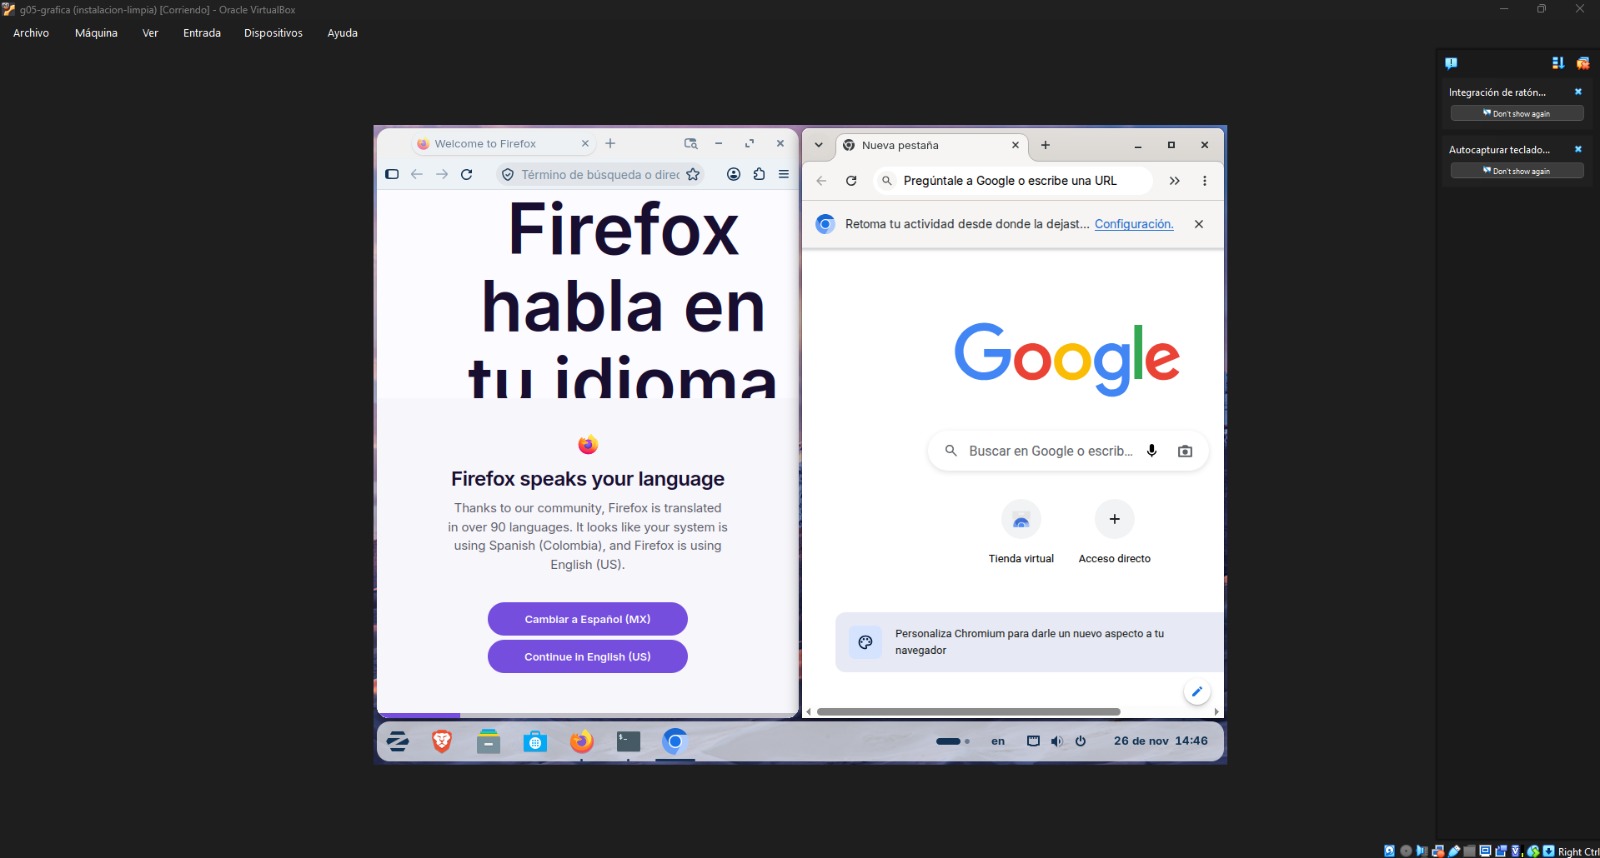 g05-grafica (instalacion-limpia) [Corriendo] - Oracle VirtualBox
Archivo Máquina Ver Entrada Dispositivos Ayuda
Integración de ratón...
Don't show again
Autocapturar teclado...
Don't show again
Welcome to Firefox
Término de búsqueda o direc
Firefox
habla en
tu idioma
Firefox speaks your language
Thanks to our community, Firefox is translated
in over 90 languages. It looks like your system is
using Spanish (Colombia), and Firefox is using
English (US).
Cambiar a Español (MX)
Continue in English (US)
Nueva pestaña
Pregúntale a Google o escribe una URL
Retoma tu actividad desde donde la dejast... Configuración.
Google
Buscar en Google o escrib...
Tienda virtual Acceso directo
Personaliza Chromium para darle un nuevo aspecto a tu
navegador
en 26 de nov 14:46
Right Ctrl